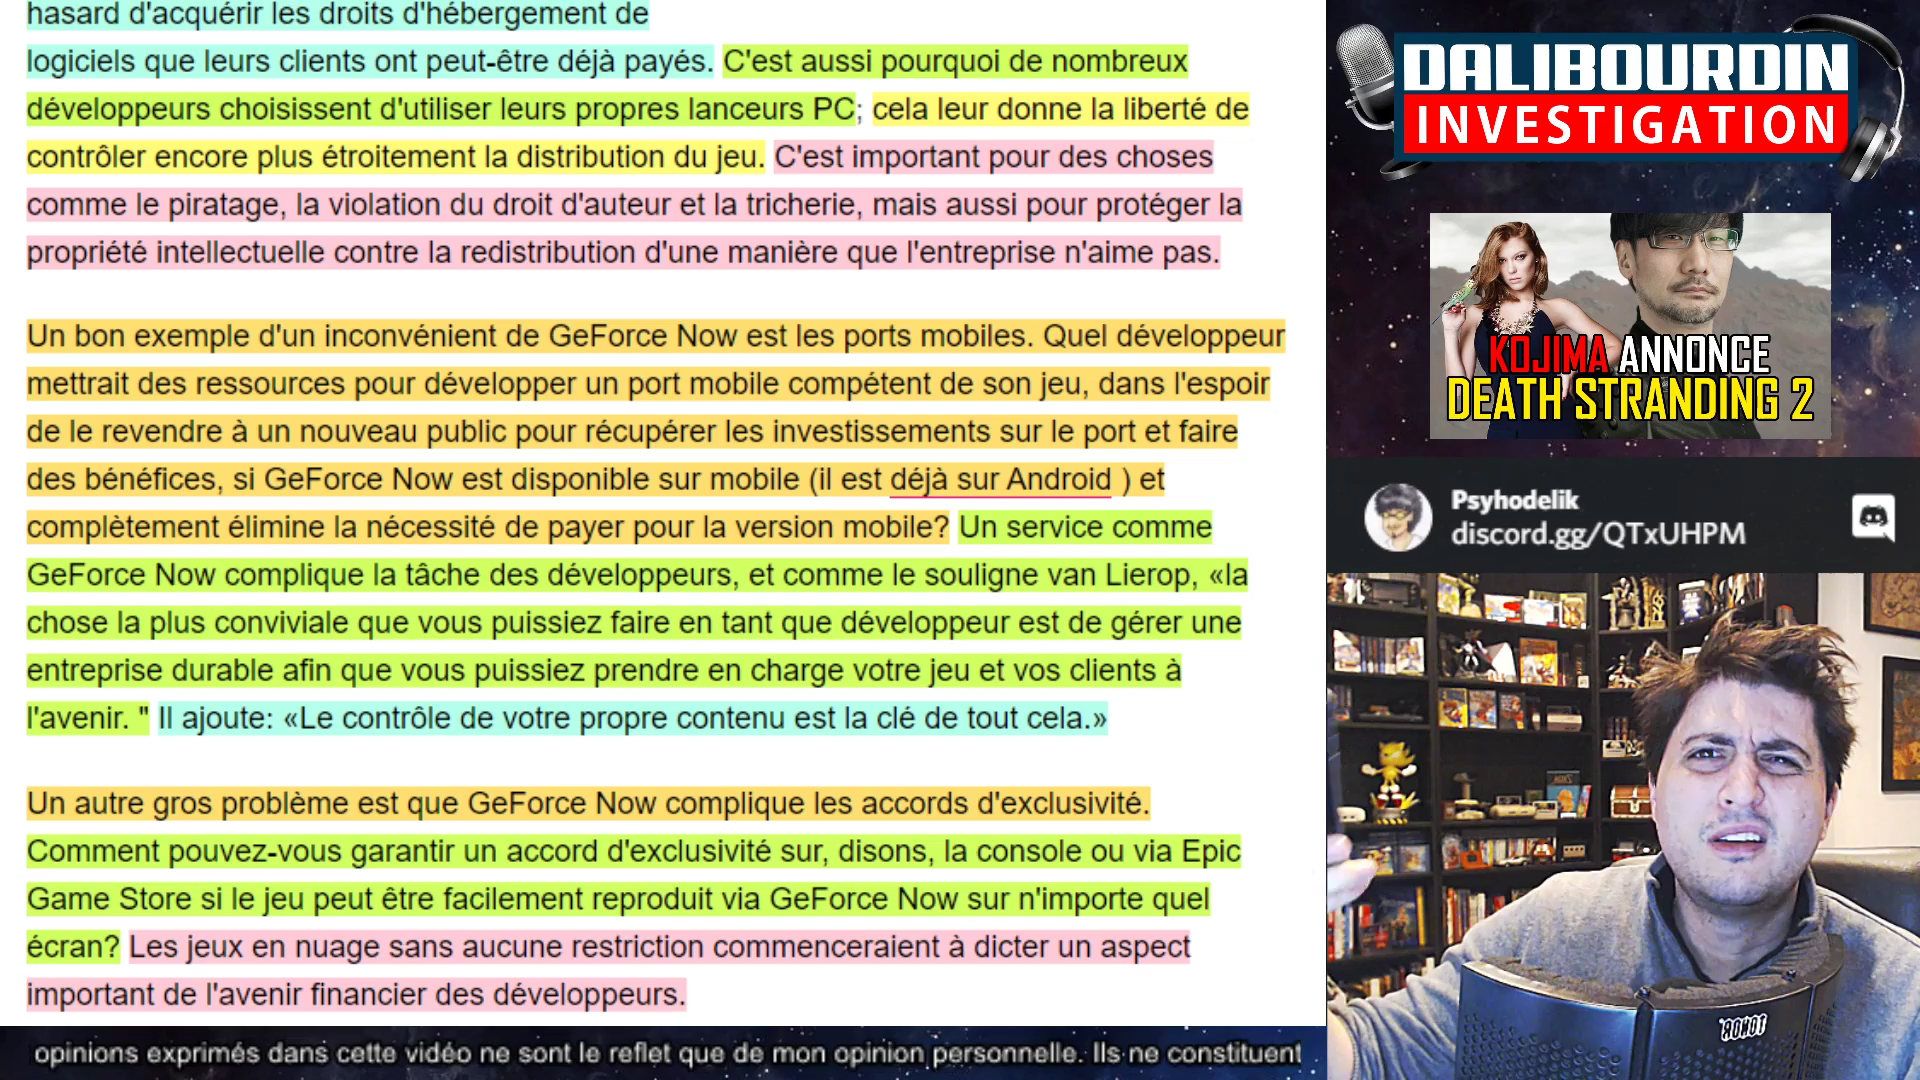 hasard d'acquérir les droits d'hébergement de
logiciels que leurs clients ont peut-être déjà payés. C'est aussi pourquoi de nombreux
développeurs choisissent d'utiliser leurs propres lanceurs PC; cela leur donne la liberté de
contrôler encore plus étroitement la distribution du jeu. C'est important pour des choses
comme le piratage, la violation du droit d'auteur et la tricherie, mais aussi pour protéger la
propriété intellectuelle contre la redistribution d'une manière que l'entreprise n'aime pas.
Un bon exemple d'un inconvénient de GeForce Now est les ports mobiles. Quel développeur
mettrait des ressources pour développer un port mobile compétent de son jeu, dans l'espoir
de le revendre à un nouveau public pour récupérer les investissements sur le port et faire
des bénéfices, si GeForce Now est disponible sur mobile (il est déjà sur Android ) et
complètement élimine la nécessité de payer pour la version mobile? Un service comme
GeForce Now complique la tâche des développeurs, et comme le souligne van Lierop, «la
chose la plus conviviale que vous puissiez faire en tant que développeur est de gérer une
entreprise durable afin que vous puissiez prendre en charge votre jeu et vos clients à
l'avenir. " Il ajoute: «Le contrôle de votre propre contenu est la clé de tout cela.»
Un autre gros problème est que GeForce Now complique les accords d'exclusivité.
Comment pouvez-vous garantir un accord d'exclusivité sur, disons, la console ou via Epic
Game Store si le jeu peut être facilement reproduit via GeForce Now sur n'importe quel
écran? Les jeux en nuage sans aucune restriction commenceraient à dicter un aspect
important de l'avenir financier des développeurs.
opinions exprimés dans cette vidéo ne sont le reflet que de mon opinion personnelle. Ils ne constituent
DALIBOURDIN
INVESTIGATION
KOJIMA ANNONCE
DEATH STRANDING 2
Psyhodelik
discord.gg/QTxUHPM